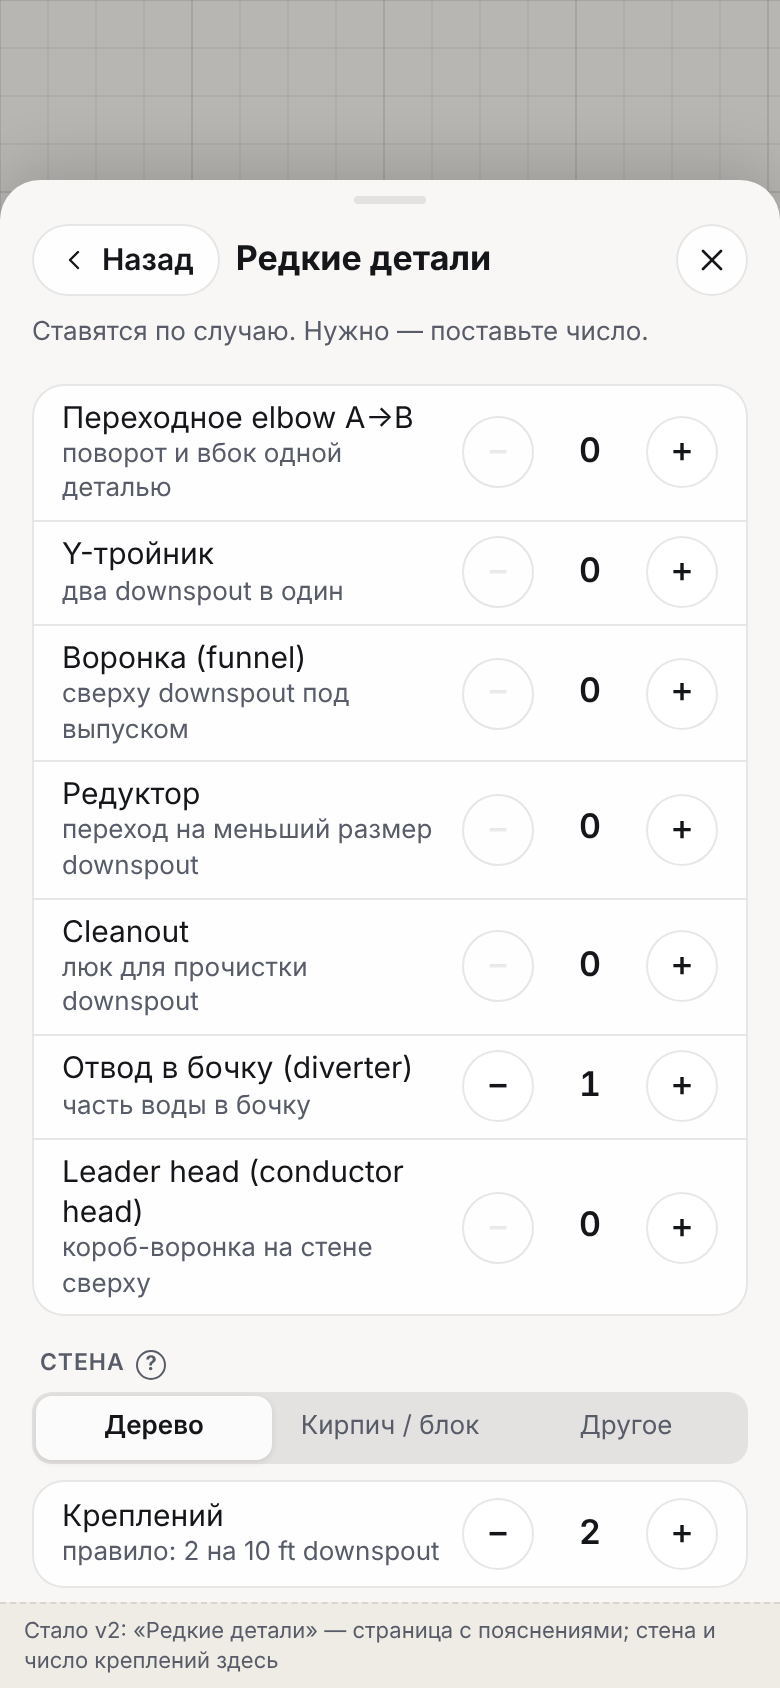 Назад
Редкие детали
Ставятся по случаю. Нужно — поставьте число.
Переходное elbow A→B
поворот и вбок одной
деталью
− 0 +
Y-тройник
два downspout в один
− 0 +
Воронка (funnel)
сверху downspout под
выпуском
− 0 +
Редуктор
переход на меньший размер
downspout
− 0 +
Cleanout
люк для прочистки
downspout
− 0 +
Отвод в бочку (diverter)
часть воды в бочку
− 1 +
Leader head (conductor
head)
короб-воронка на стене
сверху
− 0 +
СТЕНА ?
Дерево Кирпич / блок Другое
Креплений
правило: 2 на 10 ft downspout
− 2 +
Стало v2: «Редкие детали» — страница с пояснениями; стена и
число креплений здесь